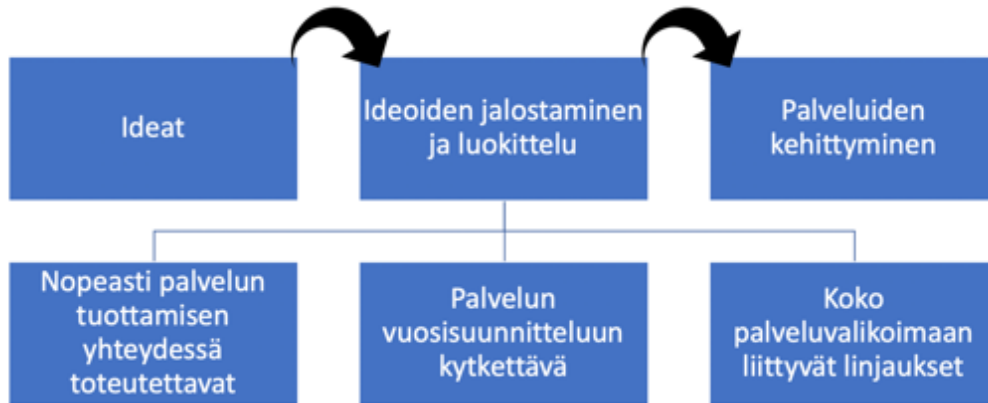 Ideat
Ideoiden jalostaminen
ja luokittelu
Palveluiden
kehittyminen
Nopeasti palvelun
tuottamisen
yhteydessä
toteutettavat
Palvelun
vuosisuunnitteluun
kytkettävä
Koko
palveluvalikoimaan
liittyvät linjaukset